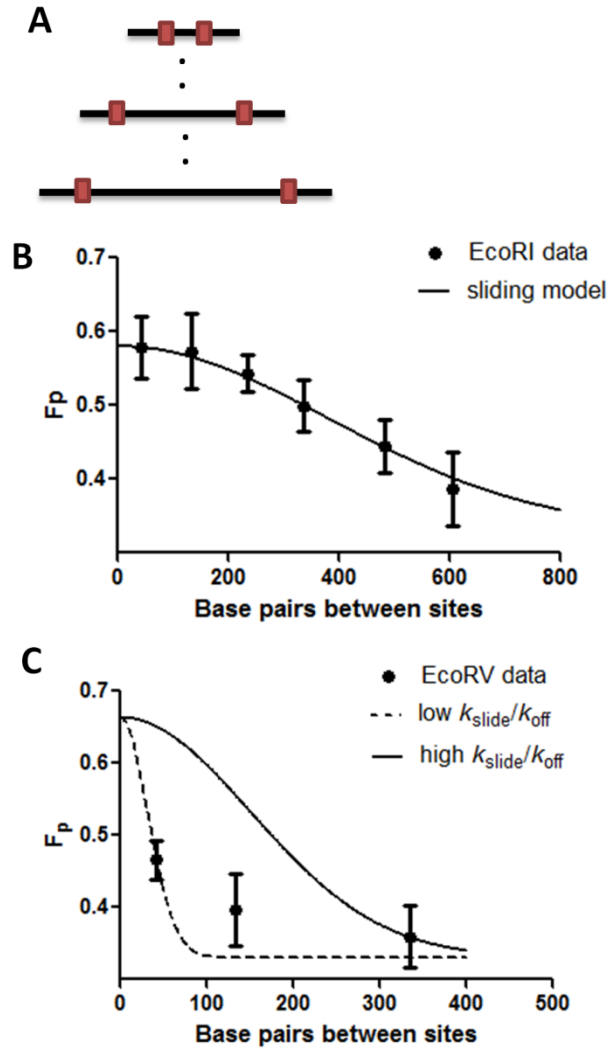 A
B
0.7
0.6
0.5
0.4
Fp
EcoRI data
sliding model
0 200 400 600 800
Base pairs between sites
C
0.7
0.6
0.5
0.4
Fp
EcoRV data
low kslide/koff
high kslide/koff
0 100 200 300 400 500
Base pairs between sites